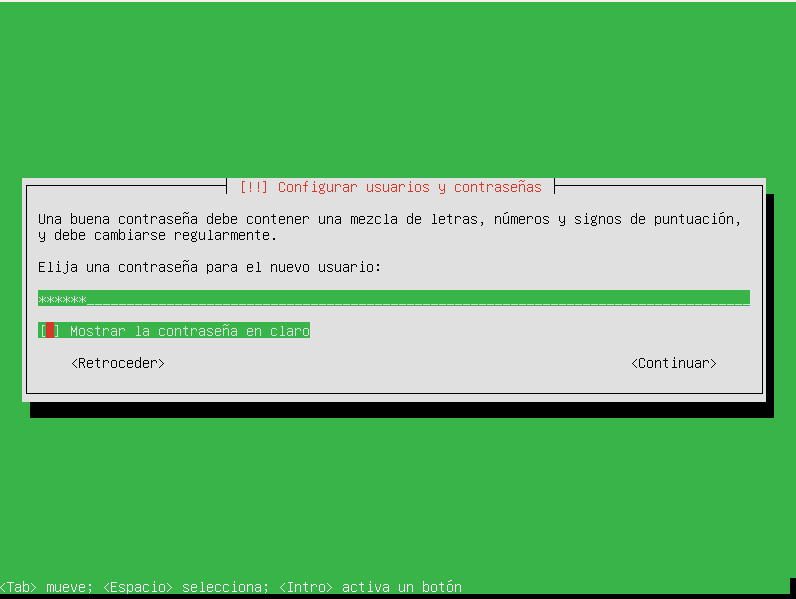 [!!] Configurar usuarios y contraseñas
Una buena contraseña debe contener una mezcla de letras, números y signos de puntuación,
y debe cambiarse regularmente.
Elija una contraseña para el nuevo usuario:
******
[ ] Mostrar la contraseña en claro
<Retroceder> <Continuar>
<Tab> mueve; <Espacio> selecciona; <Intro> activa un botón